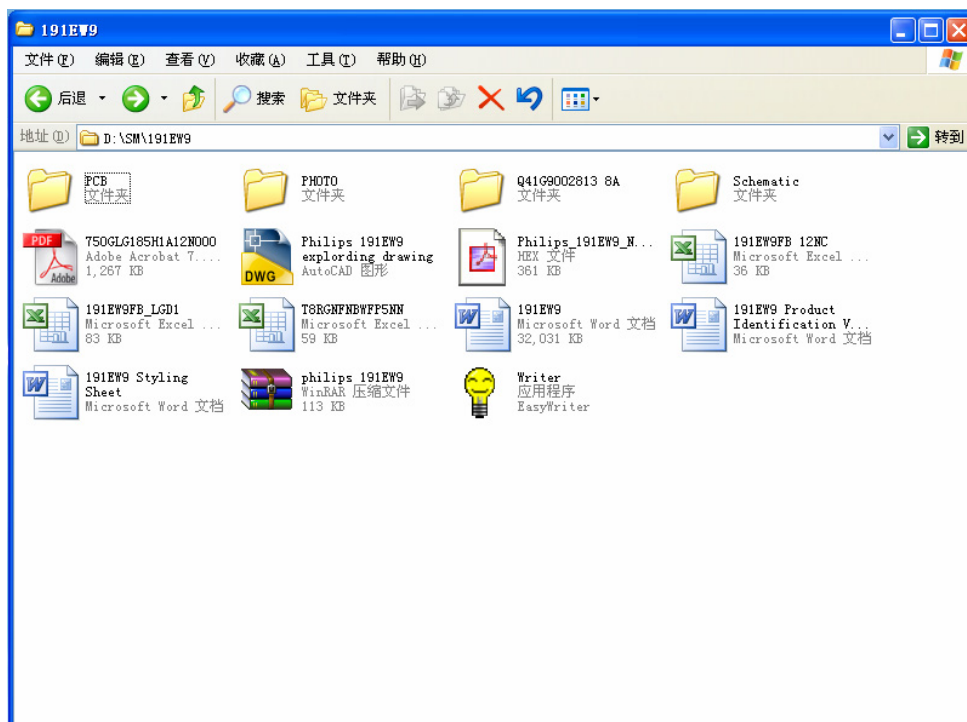 191EW9
文件(F) 编辑(E) 查看(V) 收藏(A) 工具(T) 帮助(H)
后退 搜索 文件夹
地址(D) D:\SM\191EW9 转到
PCB
文件夹
PHOTO
文件夹
Q41G9002813 8A
文件夹
Schematic
文件夹
PDF
Adobe
750GLG185H1A12N000
Adobe Acrobat 7....
1,267 KB
DWG
Philips 191EW9
explording drawing
AutoCAD 图形
Philips_191EW9_N...
HEX 文件
361 KB
191EW9FB 12NC
Microsoft Excel ...
36 KB
191EW9FB_LGD1
Microsoft Excel ...
83 KB
T8RGNFNBWFP5NN
Microsoft Excel ...
59 KB
191EW9
Microsoft Word 文档
32,031 KB
191EW9 Product
Identification V...
Microsoft Word 文档
191EW9 Styling
Sheet
Microsoft Word 文档
philips 191EW9
WinRAR 压缩文件
113 KB
Writer
应用程序
EasyWriter